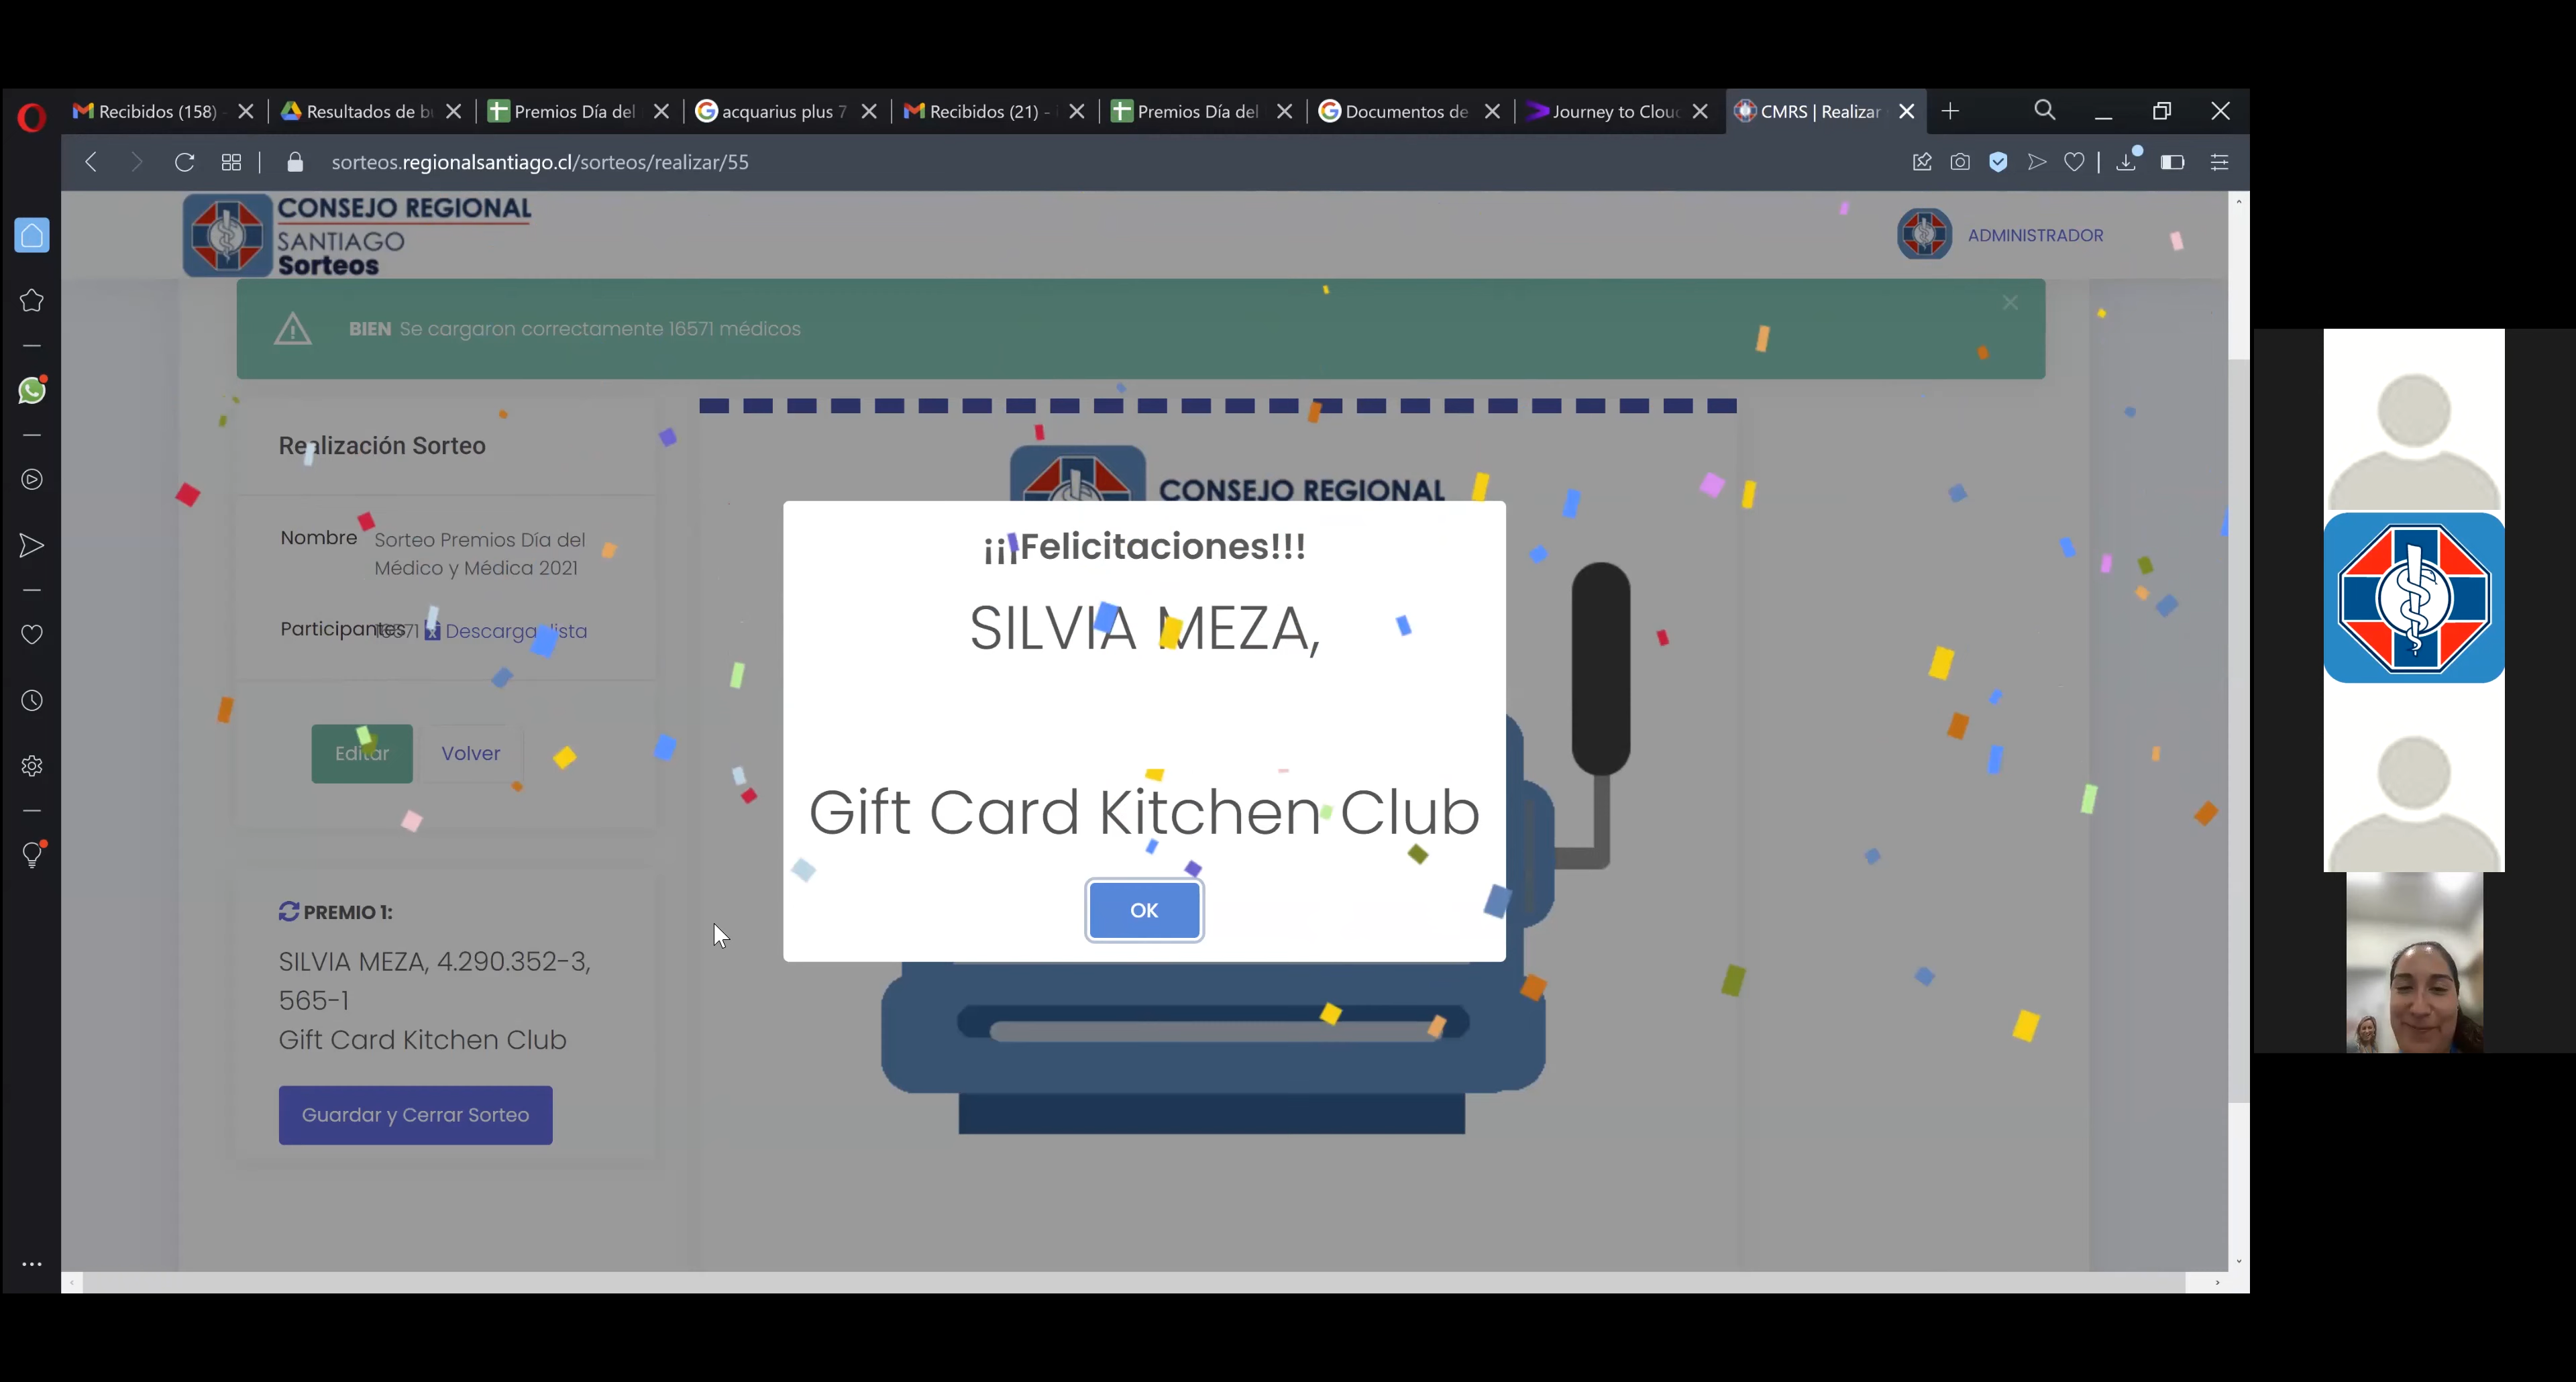 Recibidos (158)
Resultados de bu
Premios Día del
acquarius plus 7
Recibidos (21) -
Premios Día del
Documentos de
Journey to Clouc
CMRS | Realizar
sorteos.regionalsantiago.cl/sorteos/realizar/55
CONSEJO REGIONAL
SANTIAGO
Sorteos
ADMINISTRADOR
BIEN Se cargaron correctamente 16571 médicos
Realización Sorteo
Nombre Sorteo Premios Día del
Médico y Médica 2021
Participantes 16571 Descargar lista
Editar Volver
PREMIO 1:
SILVIA MEZA, 4.290.352-3,
565-1
Gift Card Kitchen Club
Guardar y Cerrar Sorteo
CONSEJO REGIONAL
¡¡¡Felicitaciones!!!
SILVIA MEZA,
Gift Card Kitchen Club
OK